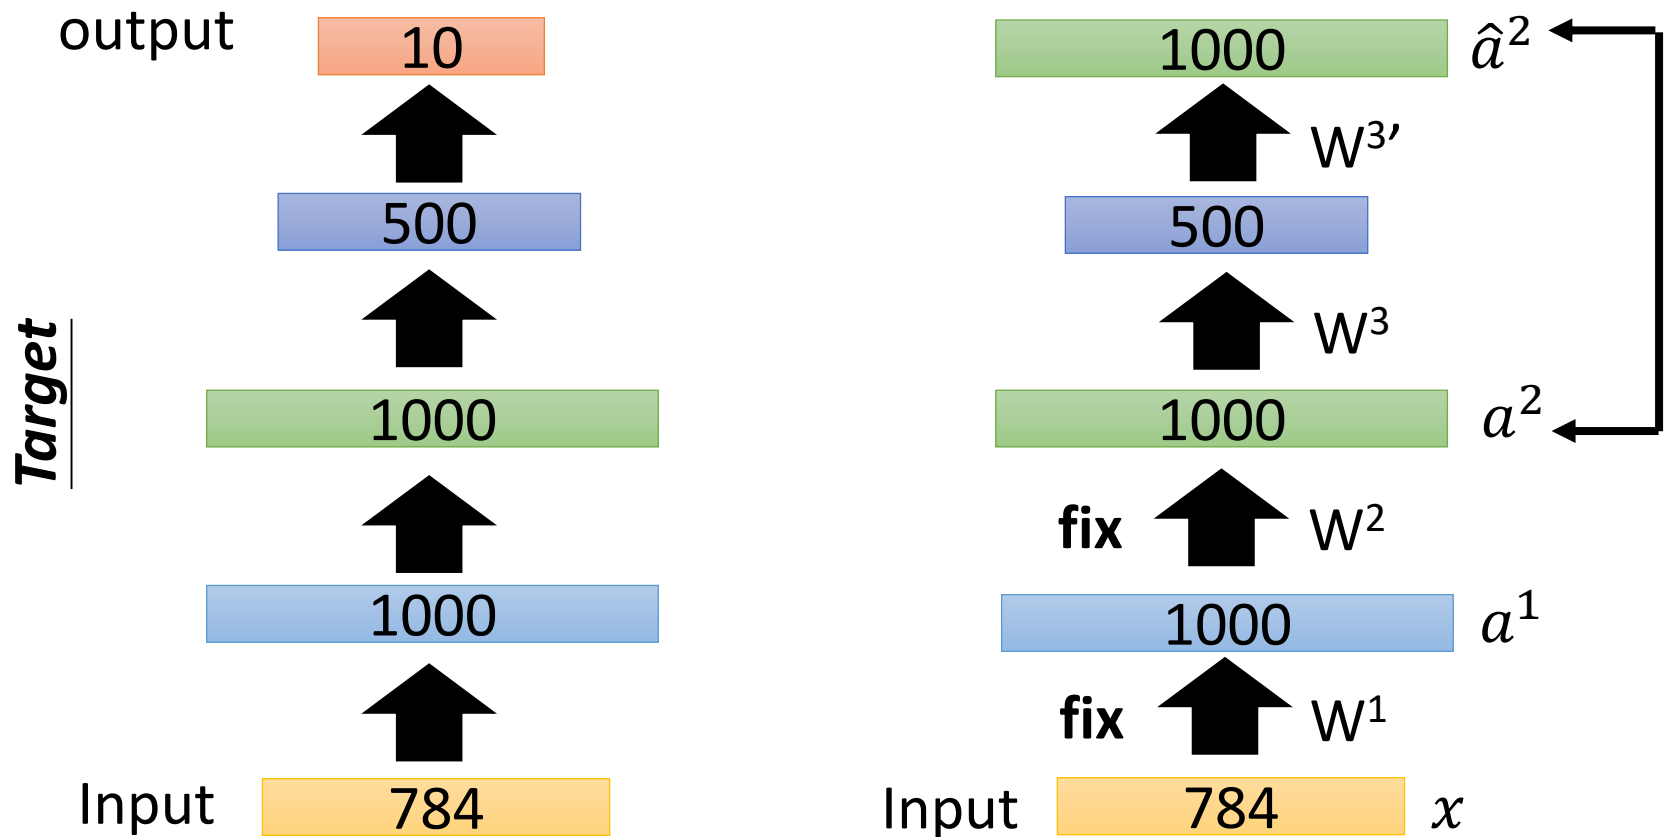 output
10
500
Target
1000
1000
Input
784
1000
â²
W³′
500
W³
1000
a²
fix
W²
1000
a¹
fix
W¹
Input
784
x